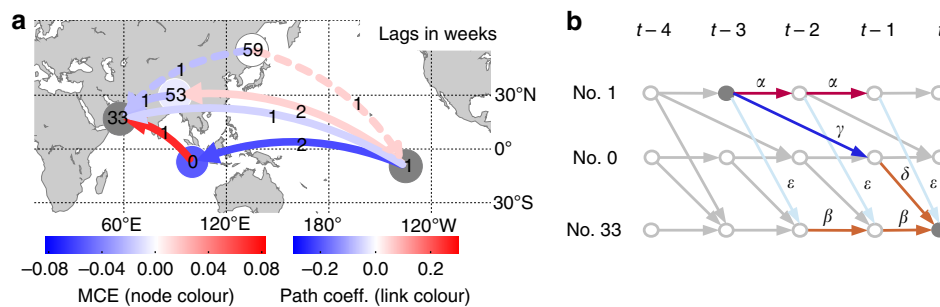 a
Lags in weeks
59
1
53
1
1
2
33
1
1
2
0
1
30°N
0°
30°S
60°E
120°E
180°
120°W
−0.08 −0.04 0.00 0.04 0.08
MCE (node colour)
−0.2 0.0 0.2
Path coeff. (link colour)
b
t − 4 t − 3 t − 2 t − 1 t
No. 1
α α
γ
No. 0
ε ε δ ε
No. 33
β β